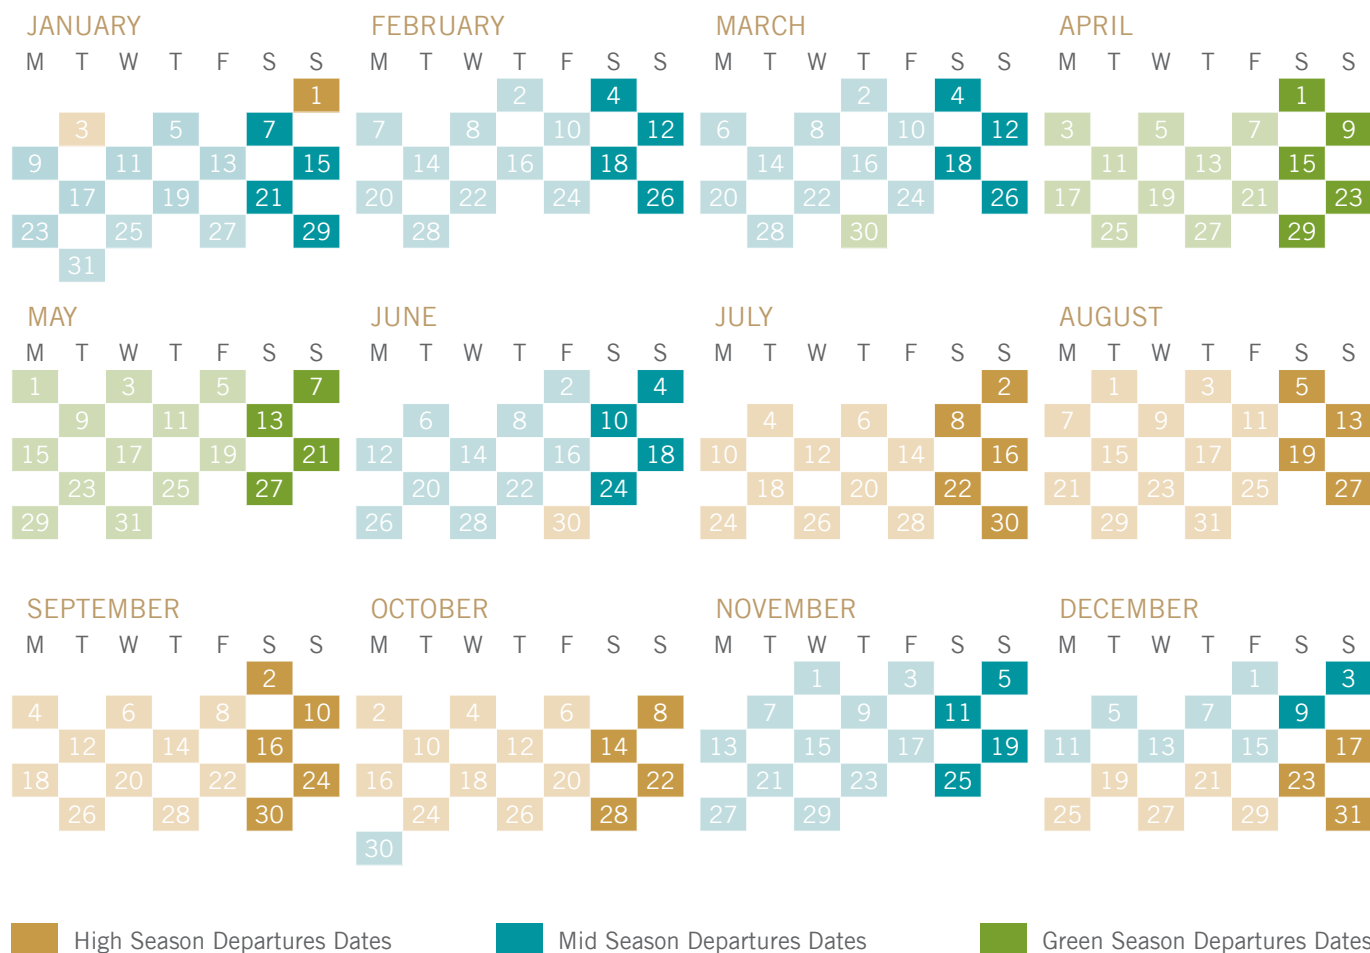 JANUARY FEBRUARY MARCH APRIL
M T W T F S S M T W T F S S M T W T F S S M T W T F S S
1 2 4 2 4 1
3 5 7 7 8 10 12 6 8 10 12 3 5 7 9
9 11 13 15 14 16 18 14 16 18 11 13 15
17 19 21 20 22 24 26 20 22 24 26 17 19 21 23
23 25 27 29 28 28 30 25 27 29
31
MAY JUNE JULY AUGUST
M T W T F S S M T W T F S S M T W T F S S M T W T F S S
1 3 5 7 2 4 2 1 3 5
9 11 13 6 8 10 4 6 8 7 9 11 13
15 17 19 21 12 14 16 18 10 12 14 16 15 17 19
23 25 27 20 22 24 18 20 22 21 23 25 27
29 31 26 28 30 24 26 28 30 29 31
SEPTEMBER OCTOBER NOVEMBER DECEMBER
M T W T F S S M T W T F S S M T W T F S S M T W T F S S
2 1 3 5 1 3
4 6 8 10 2 4 6 8 7 9 11 5 7 9
12 14 16 10 12 14 13 15 17 19 11 13 15 17
18 20 22 24 16 18 20 22 21 23 25 19 21 23
26 28 30 24 26 28 27 29 25 27 29 31
30
High Season Departures Dates Mid Season Departures Dates Green Season Departures Dates